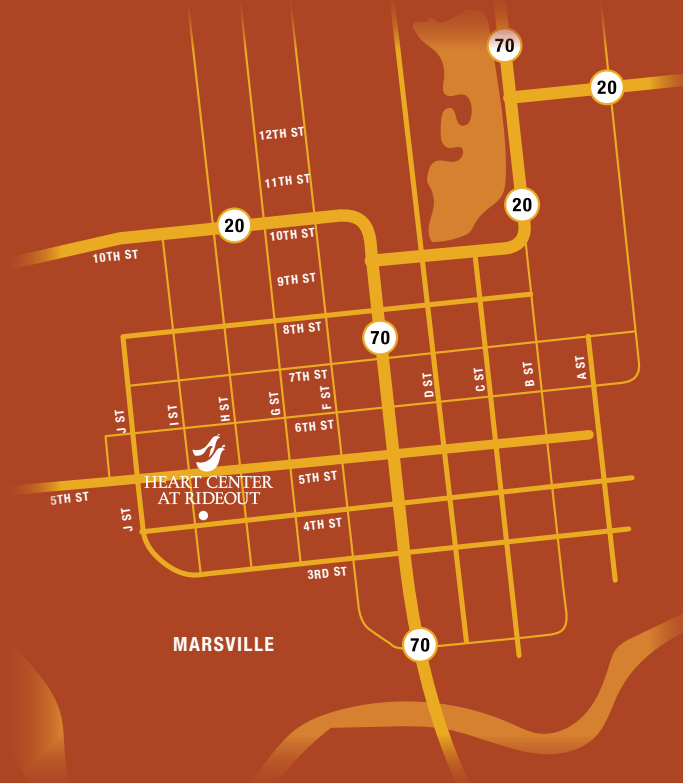 70
20
12TH ST
11TH ST
20
20
10TH ST
10TH ST
9TH ST
8TH ST
70
7TH ST
D ST
C ST
B ST
A ST
J ST
I ST
H ST
G ST
F ST
6TH ST
HEART CENTER
AT RIDEOUT
5TH ST
5TH ST
J ST
4TH ST
3RD ST
MARSVILLE
70